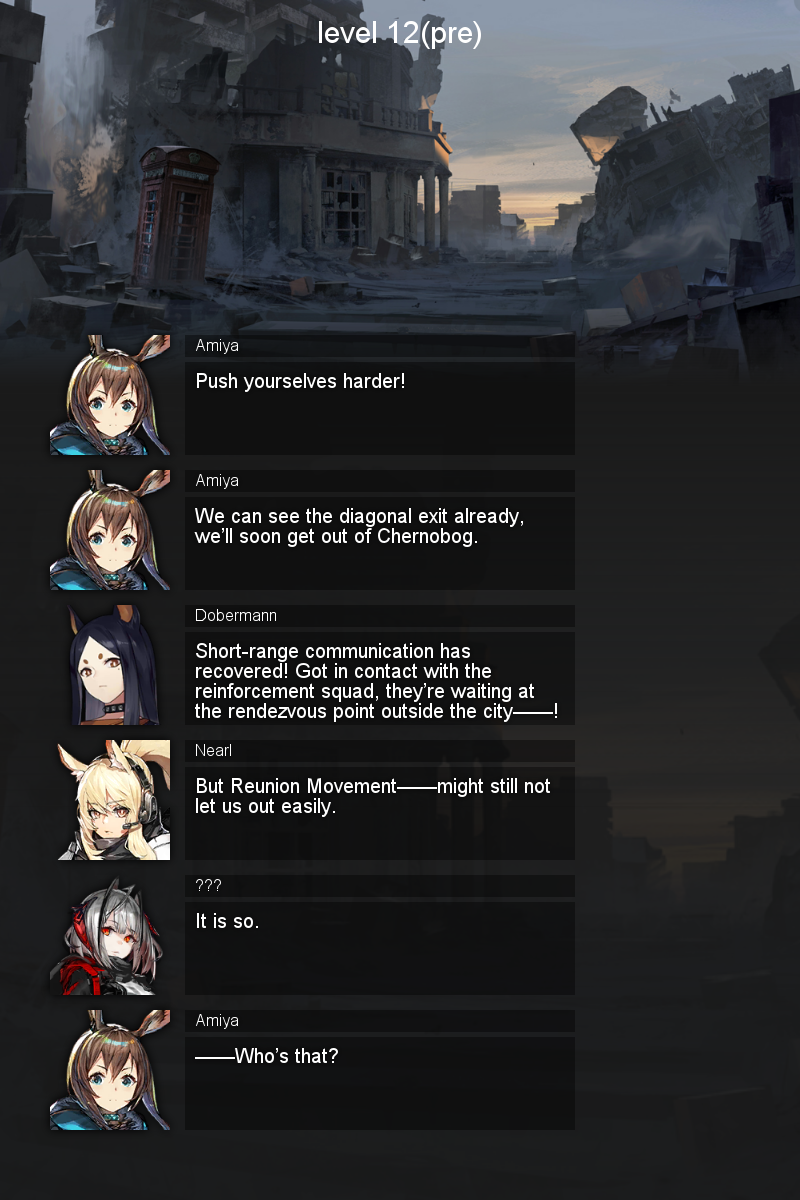 level 12(pre)
Amiya
Push yourselves harder!
Amiya
We can see the diagonal exit already,
we'll soon get out of Chernobog.
Dobermann
Short-range communication has
recovered! Got in contact with the
reinforcement squad, they're waiting at
the rendezvous point outside the city——!
Nearl
But Reunion Movement——might still not
let us out easily.
???
It is so.
Amiya
——Who's that?